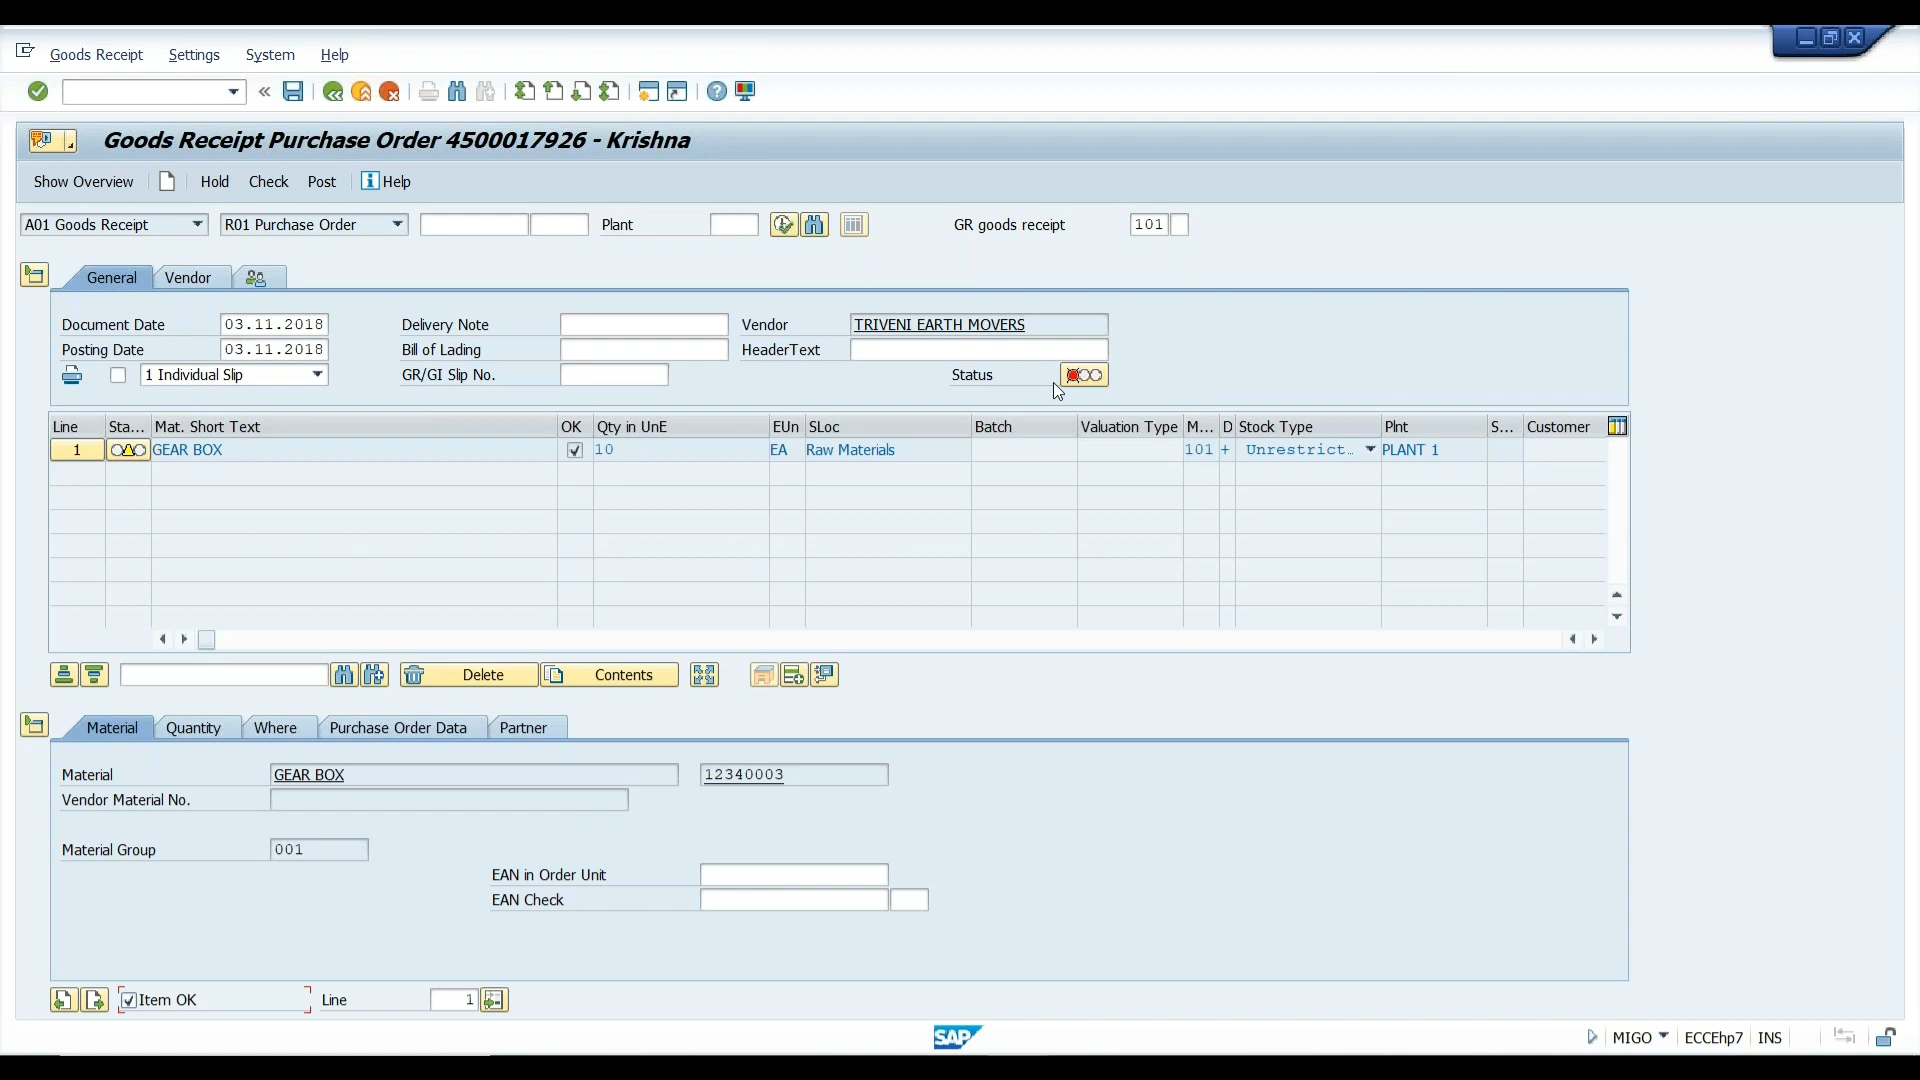 Goods Receipt Settings System Help
Goods Receipt Purchase Order 4500017926 - Krishna
Show Overview Hold Check Post Help
A01 Goods Receipt R01 Purchase Order Plant GR goods receipt 101
General Vendor
Document Date 03.11.2018 Delivery Note Vendor TRIVENI EARTH MOVERS
Posting Date 03.11.2018 Bill of Lading HeaderText
1 Individual Slip GR/GI Slip No. Status
Line Sta... Mat. Short Text OK Qty in UnE EUn SLoc Batch Valuation Type M... D Stock Type Plnt S... Customer
1 GEAR BOX 10 EA Raw Materials 101 + Unrestrict... PLANT 1
Delete Contents
Material Quantity Where Purchase Order Data Partner
Material GEAR BOX 12340003
Vendor Material No.
Material Group 001
EAN in Order Unit
EAN Check
Item OK Line 1
SAP MIGO ECCEhp7 INS